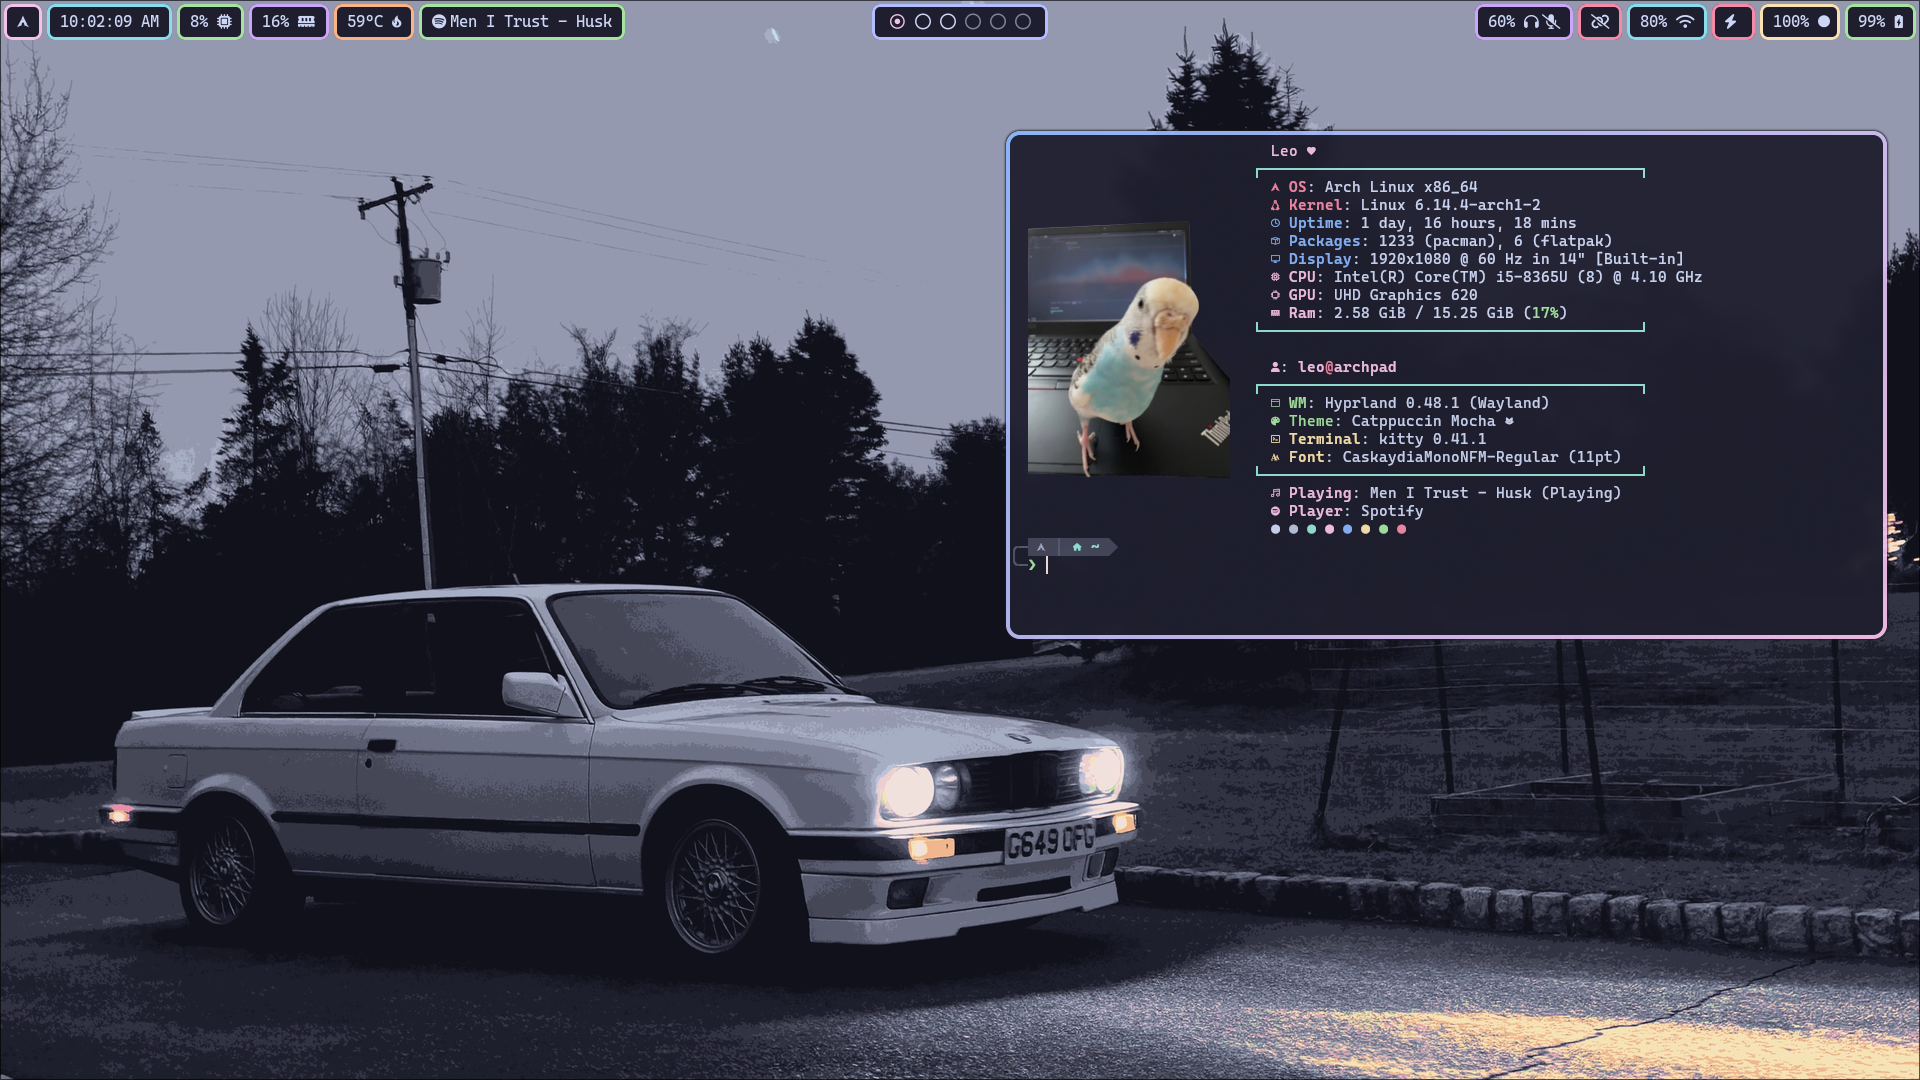 10:02:09 AM
8%
16%
59°C
Men I Trust - Husk
60%
80%
100%
99%
Leo
OS: Arch Linux x86_64
Kernel: Linux 6.14.4-arch1-2
Uptime: 1 day, 16 hours, 18 mins
Packages: 1233 (pacman), 6 (flatpak)
Display: 1920x1080 @ 60 Hz in 14" [Built-in]
CPU: Intel(R) Core(TM) i5-8365U (8) @ 4.10 GHz
GPU: UHD Graphics 620
Ram: 2.58 GiB / 15.25 GiB (17%)
: leo@archpad
WM: Hyprland 0.48.1 (Wayland)
Theme: Catppuccin Mocha
Terminal: kitty 0.41.1
Font: CaskaydiaMonoNFM-Regular (11pt)
Playing: Men I Trust - Husk (Playing)
Player: Spotify
~
❯
G649 OFG